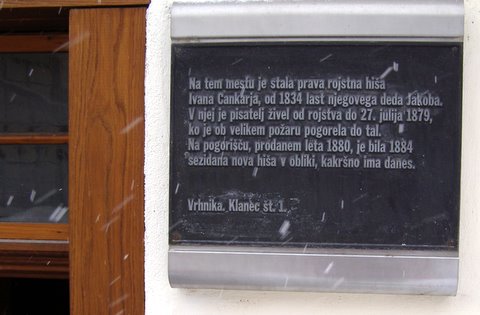 Na tem mestu je stala prava rojstna hiša
Ivana Cankarja, od 1834 last njegovega deda Jakoba.
V njej je pisatelj živel od rojstva do 27. julija 1879,
ko je ob velikem požaru pogorela do tal.
Na pogorišču, prodanem leta 1880, je bila 1884
sezidana nova hiša v obliki, kakršno ima danes.
Vrhnika. Klanec št. 1.